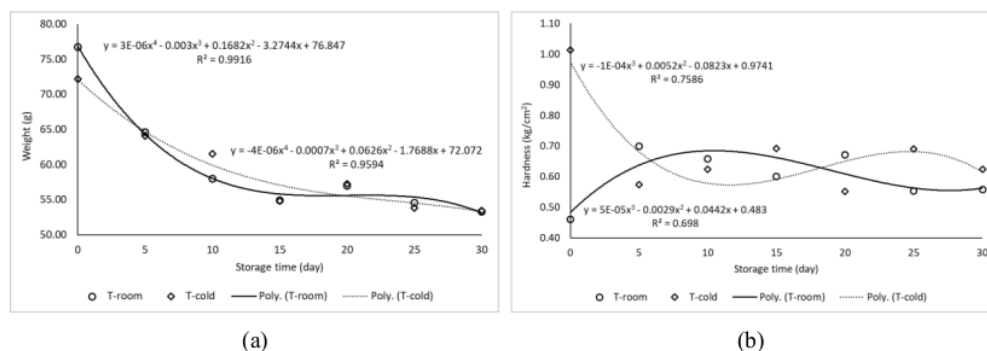 80.00
75.00
70.00
65.00
60.00
55.00
50.00
Weight (g)
y = 3E-06x⁴ - 0.003x³ + 0.1682x² - 3.2744x + 76.847
R² = 0.9916
y = -4E-06x⁴ - 0.0007x³ + 0.0626x² - 1.7688x + 72.072
R² = 0.9594
0 5 10 15 20 25 30
Storage time (day)
T-room T-cold Poly. (T-room) Poly. (T-cold)
(a)
1.10
1.00
0.90
0.80
0.70
0.60
0.50
0.40
Hardness (kg/cm²)
y = -1E-04x³ + 0.0052x² - 0.0823x + 0.9741
R² = 0.7586
y = 5E-05x³ - 0.0029x² + 0.0442x + 0.483
R² = 0.698
0 5 10 15 20 25 30
Storage time (day)
T-room T-cold Poly. (T-room) Poly. (T-cold)
(b)